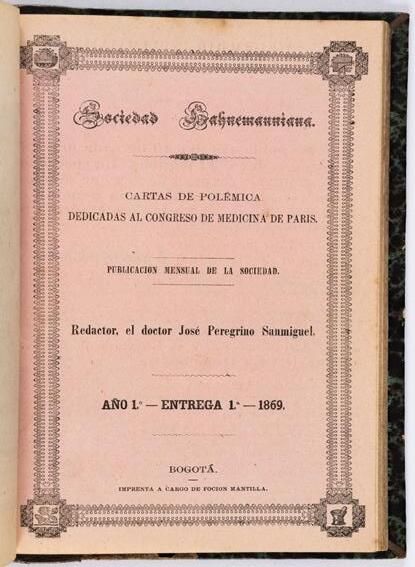 Sociedad Hahnemanniana.
CARTAS DE POLÉMICA
DEDICADAS AL CONGRESO DE MEDICINA DE PARIS.
PUBLICACION MENSUAL DE LA SOCIEDAD.
Redactor, el doctor José Peregrino Sanmiguel.
AÑO 1.º — ENTREGA 1.ª — 1869.
BOGOTÁ.
IMPRENTA A CARGO DE FOCION MANTILLA.